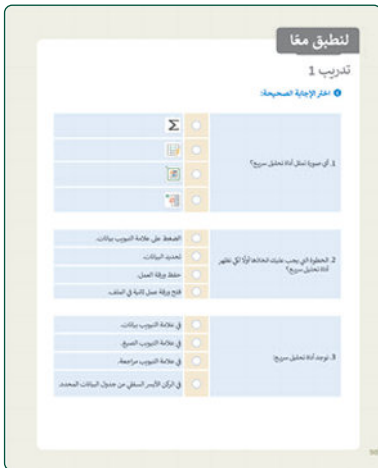 لنطبق معًا
تدريب 1
اختر الإجابة الصحيحة:
1. أي صورة تمثل أداة تحليل سريع؟
Σ
2. الخطوة التي يجب عليك اتخاذها أولًا لكي تظهر
أداة تحليل سريع؟
الضغط على علامة التبويب بيانات.
تحديد البيانات.
حفظ ورقة العمل.
فتح ورقة عمل ثانية في الملف.
3. توجد أداة تحليل سريع:
في علامة التبويب بيانات.
في علامة التبويب الصيغ.
في علامة التبويب مراجعة.
في الركن الأيسر السفلي من جدول البيانات المحدد.